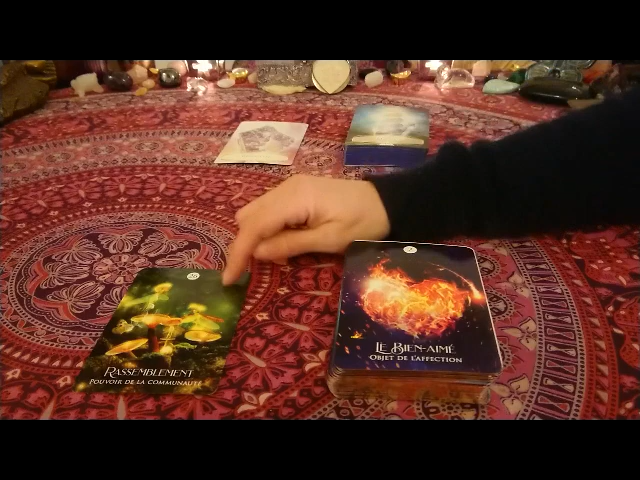 Rassemblement
Pouvoir de la communauté
Le Bien-Aimé
Objet de l'affection